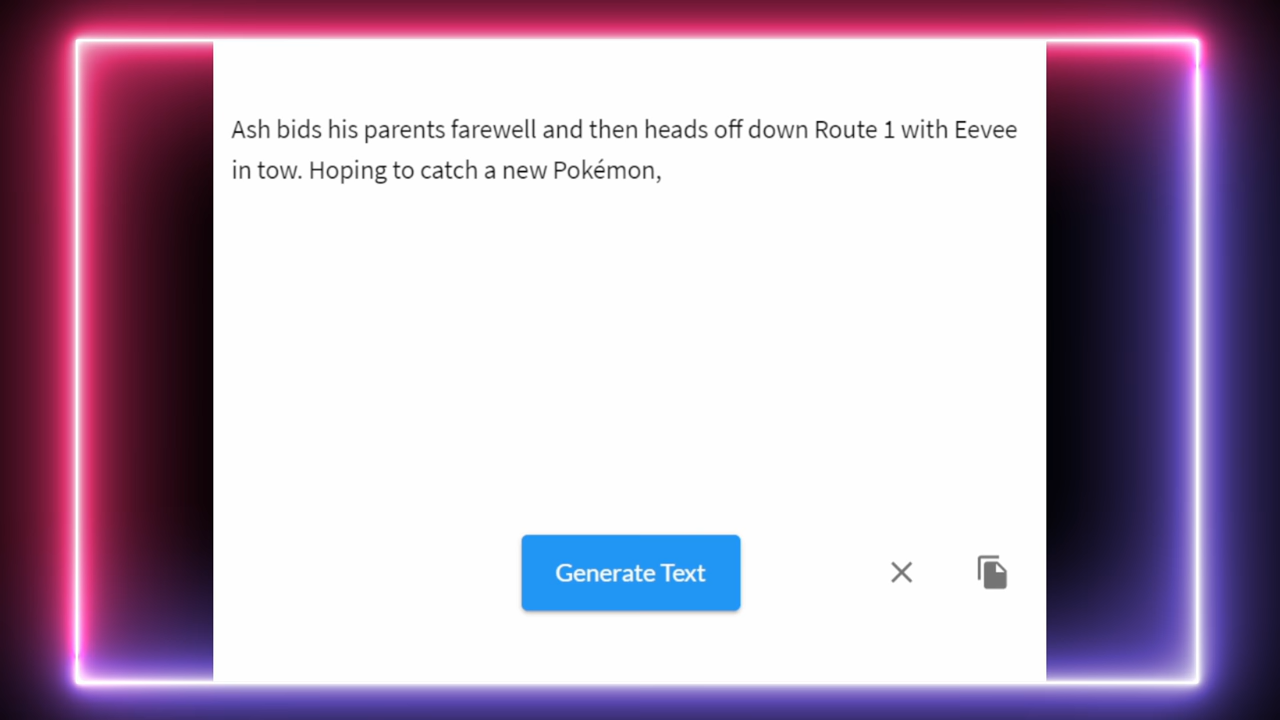 Ash bids his parents farewell and then heads off down Route 1 with Eevee
in tow. Hoping to catch a new Pokémon,
Generate Text